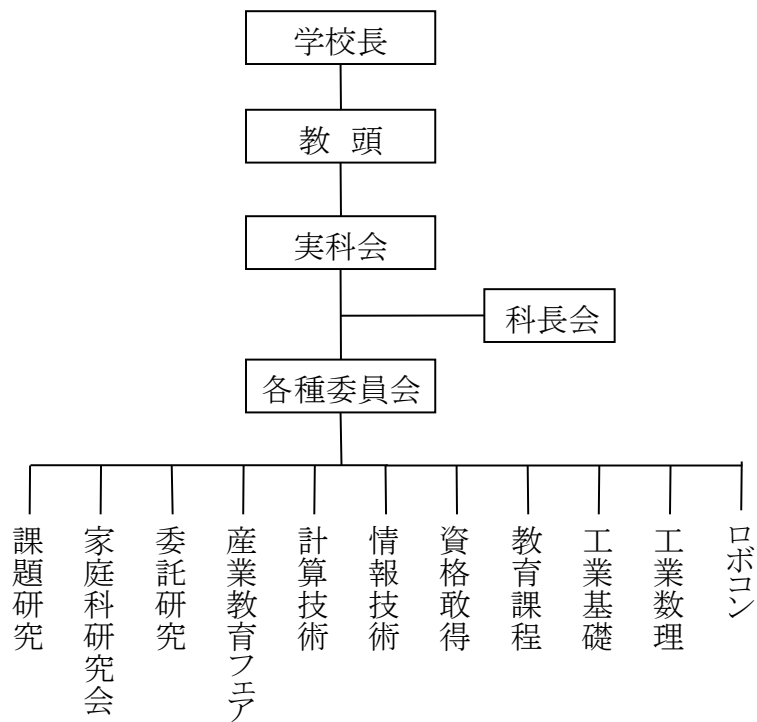 学校長
教 頭
実科会
科長会
各種委員会
課題研究
家庭科研究会
委託研究
産業教育フェア
計算技術
情報技術
資格敢得
教育課程
工業基礎
工業数理
ロボコン